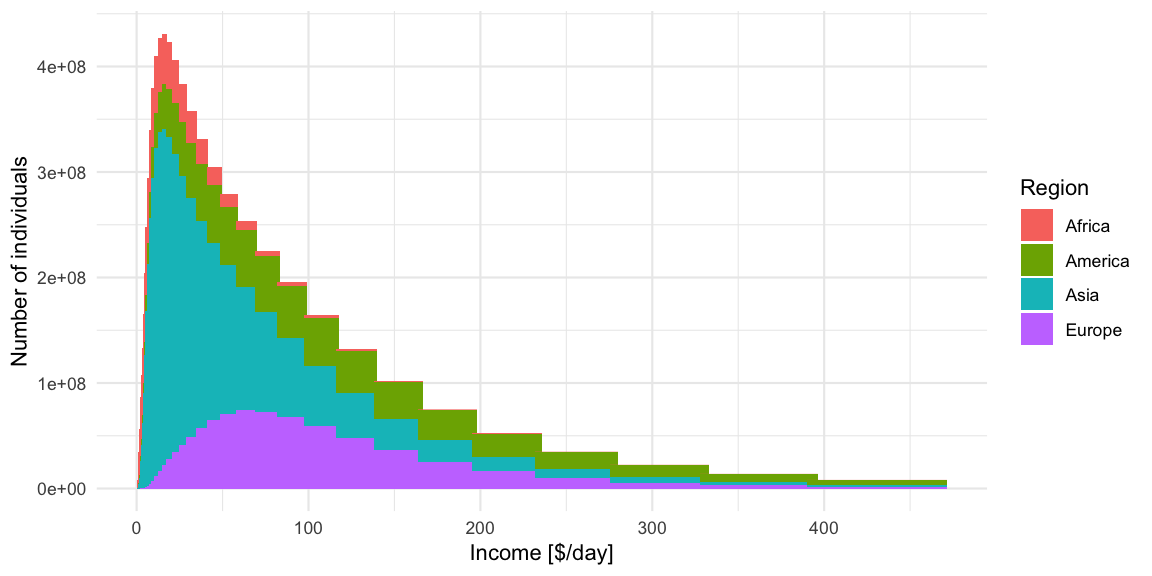 4e+08
3e+08
2e+08
1e+08
0e+00
Number of individuals
0
100
200
300
400
Income [$/day]
Region
Africa
America
Asia
Europe